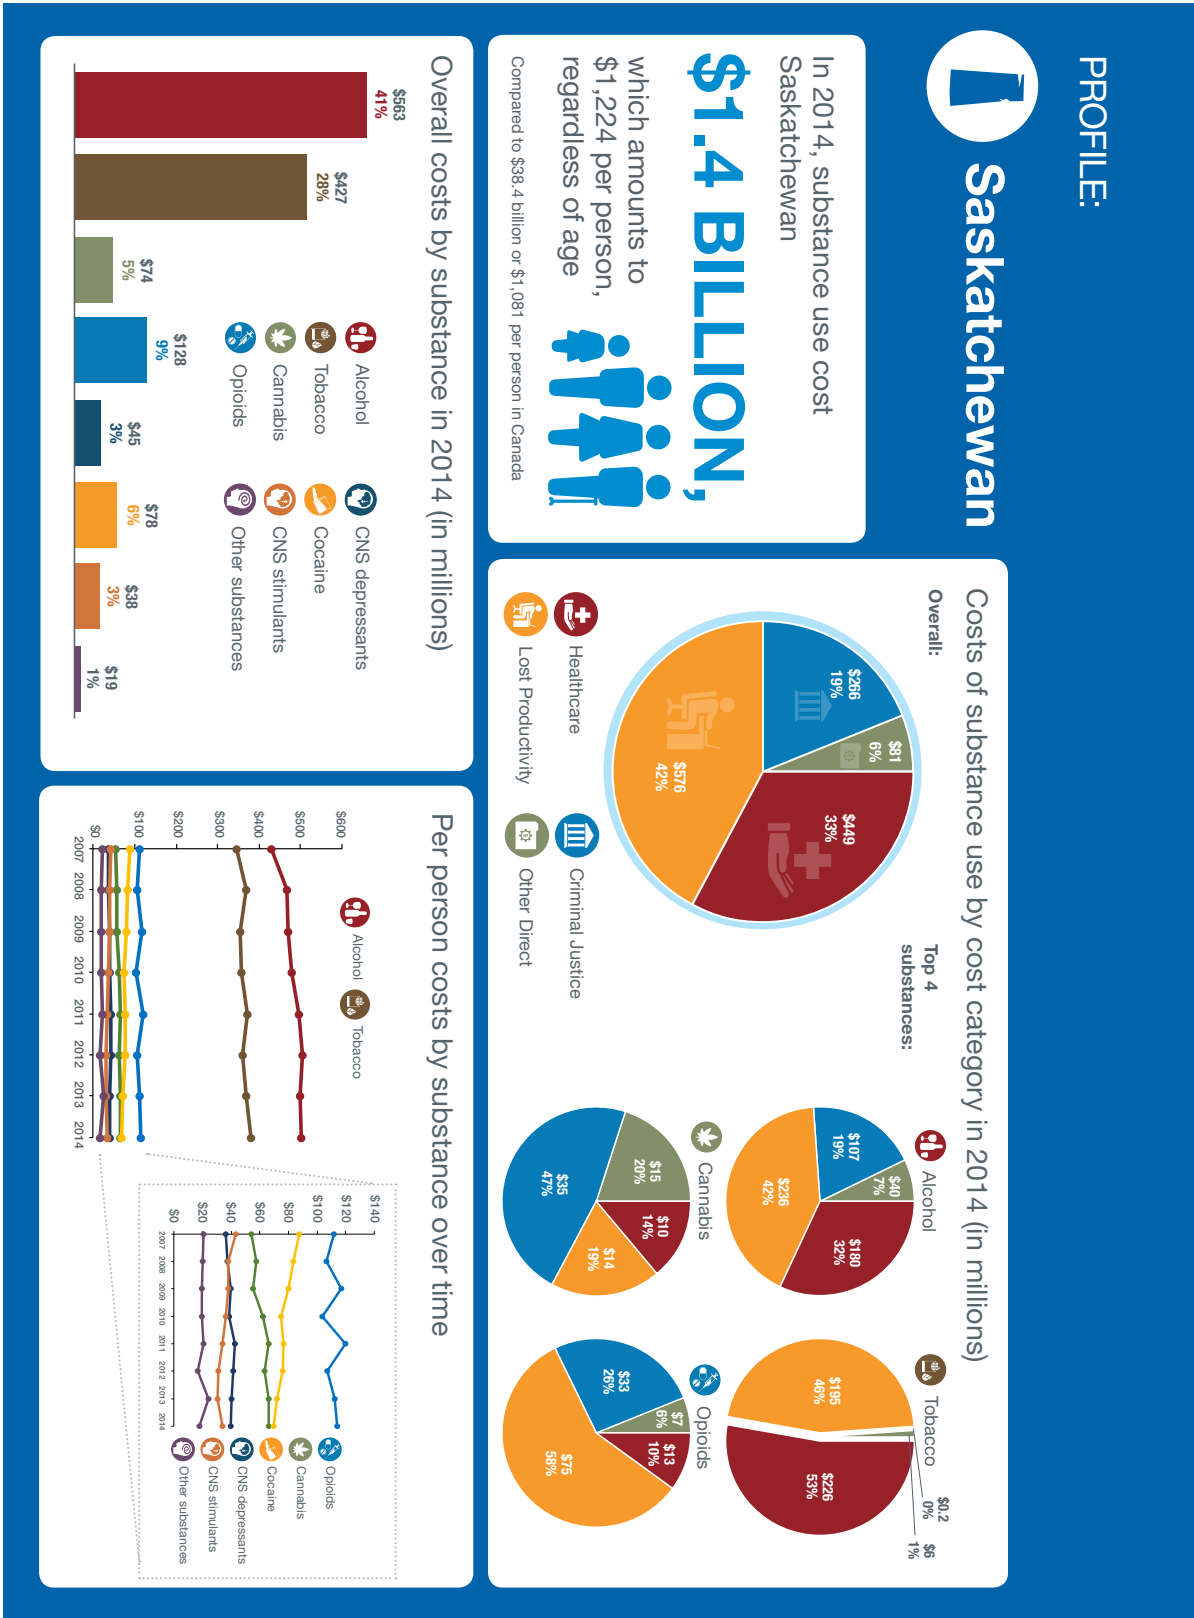 PROFILE:
Saskatchewan
In 2014, substance use cost
Saskatchewan
$1.4 BILLION,
which amounts to
$1,224 per person,
regardless of age
Compared to $38.4 billion or $1,081 per person in Canada
Costs of substance use by cost category in 2014 (in millions)
Overall:
$266
19%
$81
6%
$449
33%
$576
42%
Healthcare
Lost Productivity
Criminal Justice
Other Direct
Top 4
substances:
Alcohol
$107
19%
$40
7%
$180
32%
$236
42%
Tobacco
$195
46%
$226
53%
$0.2
0%
$6
1%
Cannabis
$15
20%
$10
14%
$14
19%
$35
47%
Opioids
$33
26%
$7
6%
$13
10%
$75
58%
Overall costs by substance in 2014 (in millions)
$563
41%
$427
28%
$74
5%
$128
9%
$45
3%
$78
6%
$38
3%
$19
1%
Alcohol
Tobacco
Cannabis
Opioids
CNS depressants
Cocaine
CNS stimulants
Other substances
Per person costs by substance over time
Alcohol
Tobacco
$600
$500
$400
$300
$200
$100
$0
2007 2008 2009 2010 2011 2012 2013 2014
$140
$120
$100
$80
$60
$40
$20
$0
2007 2008 2009 2010 2011 2012 2013 2014
Opioids
Cannabis
Cocaine
CNS depressants
CNS stimulants
Other substances